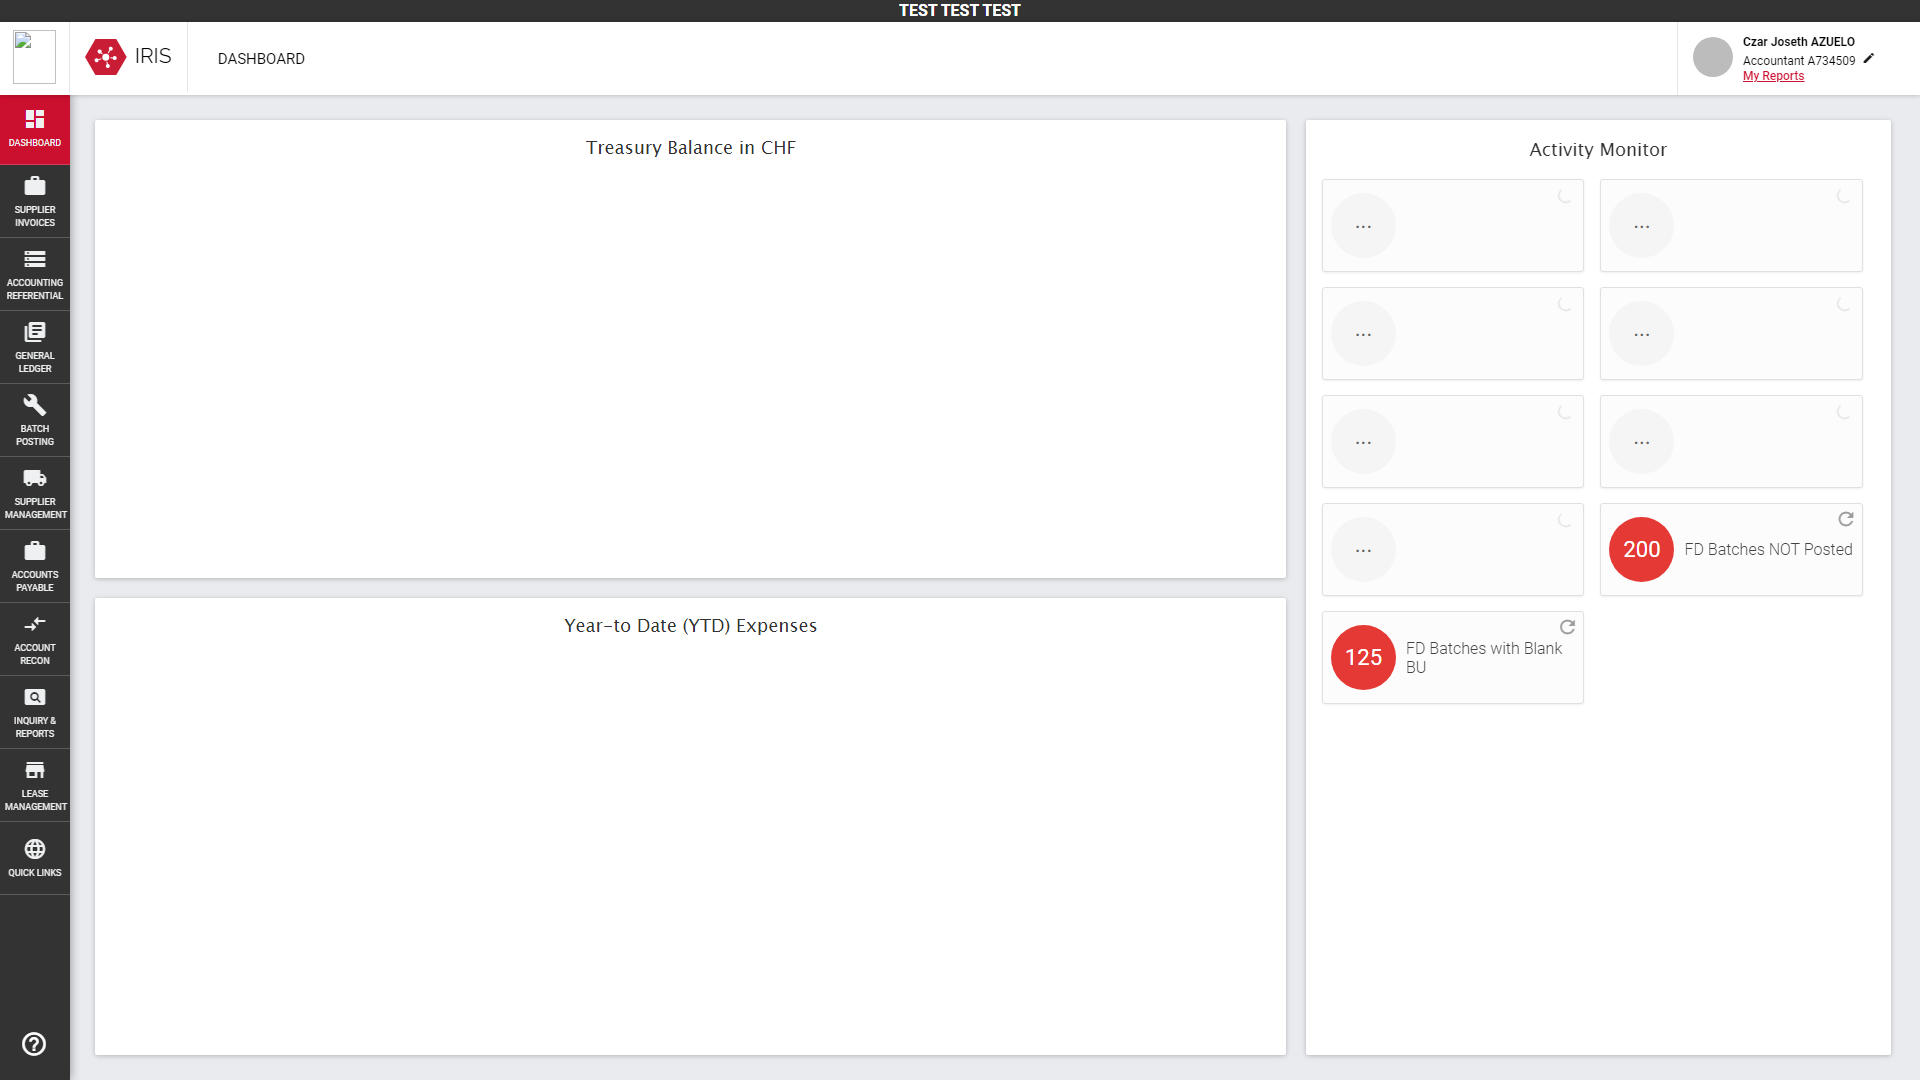 TEST TEST TEST
IRIS
DASHBOARD
Czar Joseth AZUELO
Accountant A734509
My Reports
DASHBOARD
SUPPLIER
INVOICES
ACCOUNTING
REFERENTIAL
GENERAL
LEDGER
BATCH
POSTING
SUPPLIER
MANAGEMENT
ACCOUNTS
PAYABLE
ACCOUNT
RECON
INQUIRY &
REPORTS
LEASE
MANAGEMENT
QUICK LINKS
Treasury Balance in CHF
Year-to Date (YTD) Expenses
Activity Monitor
...
...
...
...
...
...
...
200
FD Batches NOT Posted
125
FD Batches with Blank
BU